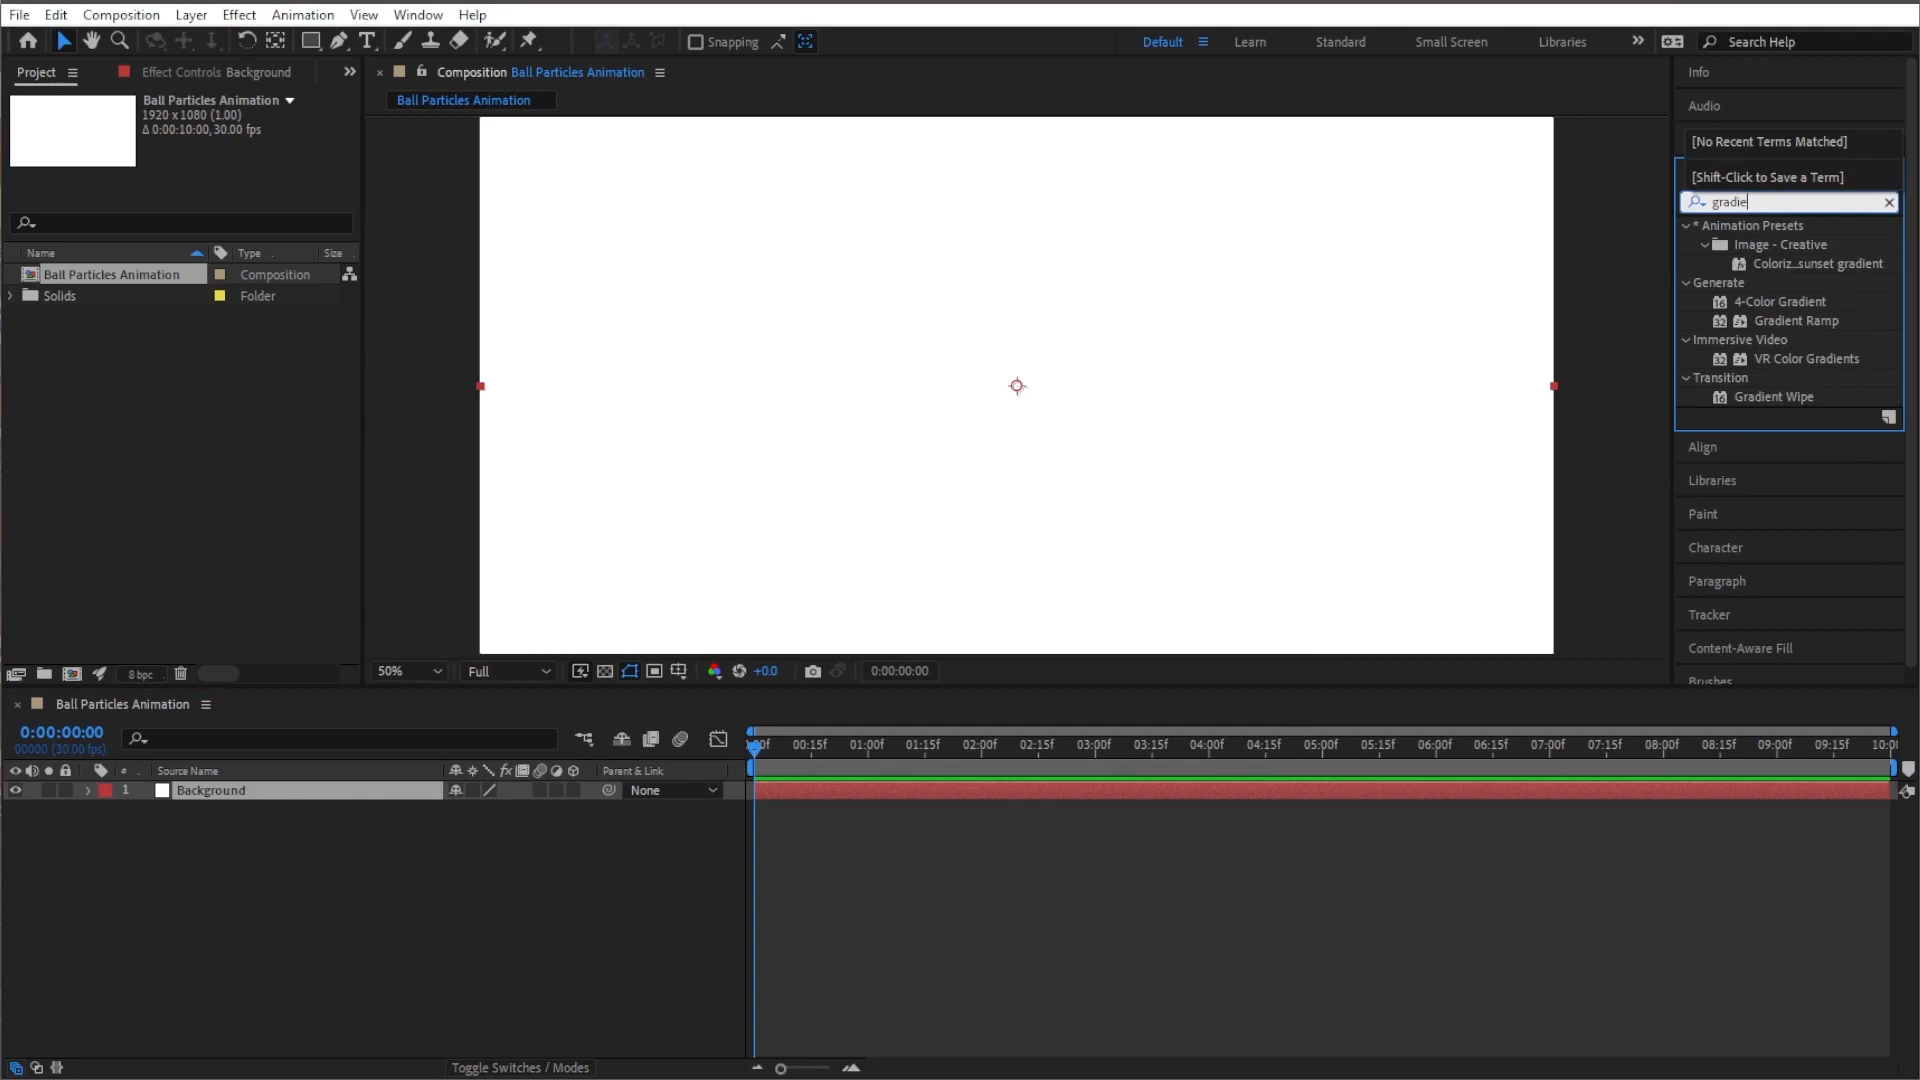 File Edit Composition Layer Effect Animation View Window Help
Snapping
Default Learn Standard Small Screen Libraries
Search Help
Project
Effect Controls Background
Ball Particles Animation
1920 x 1080 (1.00)
Δ 0:00:10:00, 30.00 fps
Name Type Size
Ball Particles Animation Composition
Solids Folder
8 bpc
Composition Ball Particles Animation
Ball Particles Animation
50% Full +0.0 0:00:00:00
Info
Audio
[No Recent Terms Matched]
[Shift-Click to Save a Term]
gradie
* Animation Presets
Image - Creative
Coloriz...sunset gradient
Generate
4-Color Gradient
Gradient Ramp
Immersive Video
VR Color Gradients
Transition
Gradient Wipe
Align
Libraries
Paint
Character
Paragraph
Tracker
Content-Aware Fill
Brushes
Ball Particles Animation
0:00:00:00
00000 (30.00 fps)
00:15f 01:00f 01:15f 02:00f 02:15f 03:00f 03:15f 04:00f 04:15f 05:00f 05:15f 06:00f 06:15f 07:00f 07:15f 08:00f 08:15f 09:00f 09:15f 10:00
# Source Name Parent & Link
1 Background None
Toggle Switches / Modes